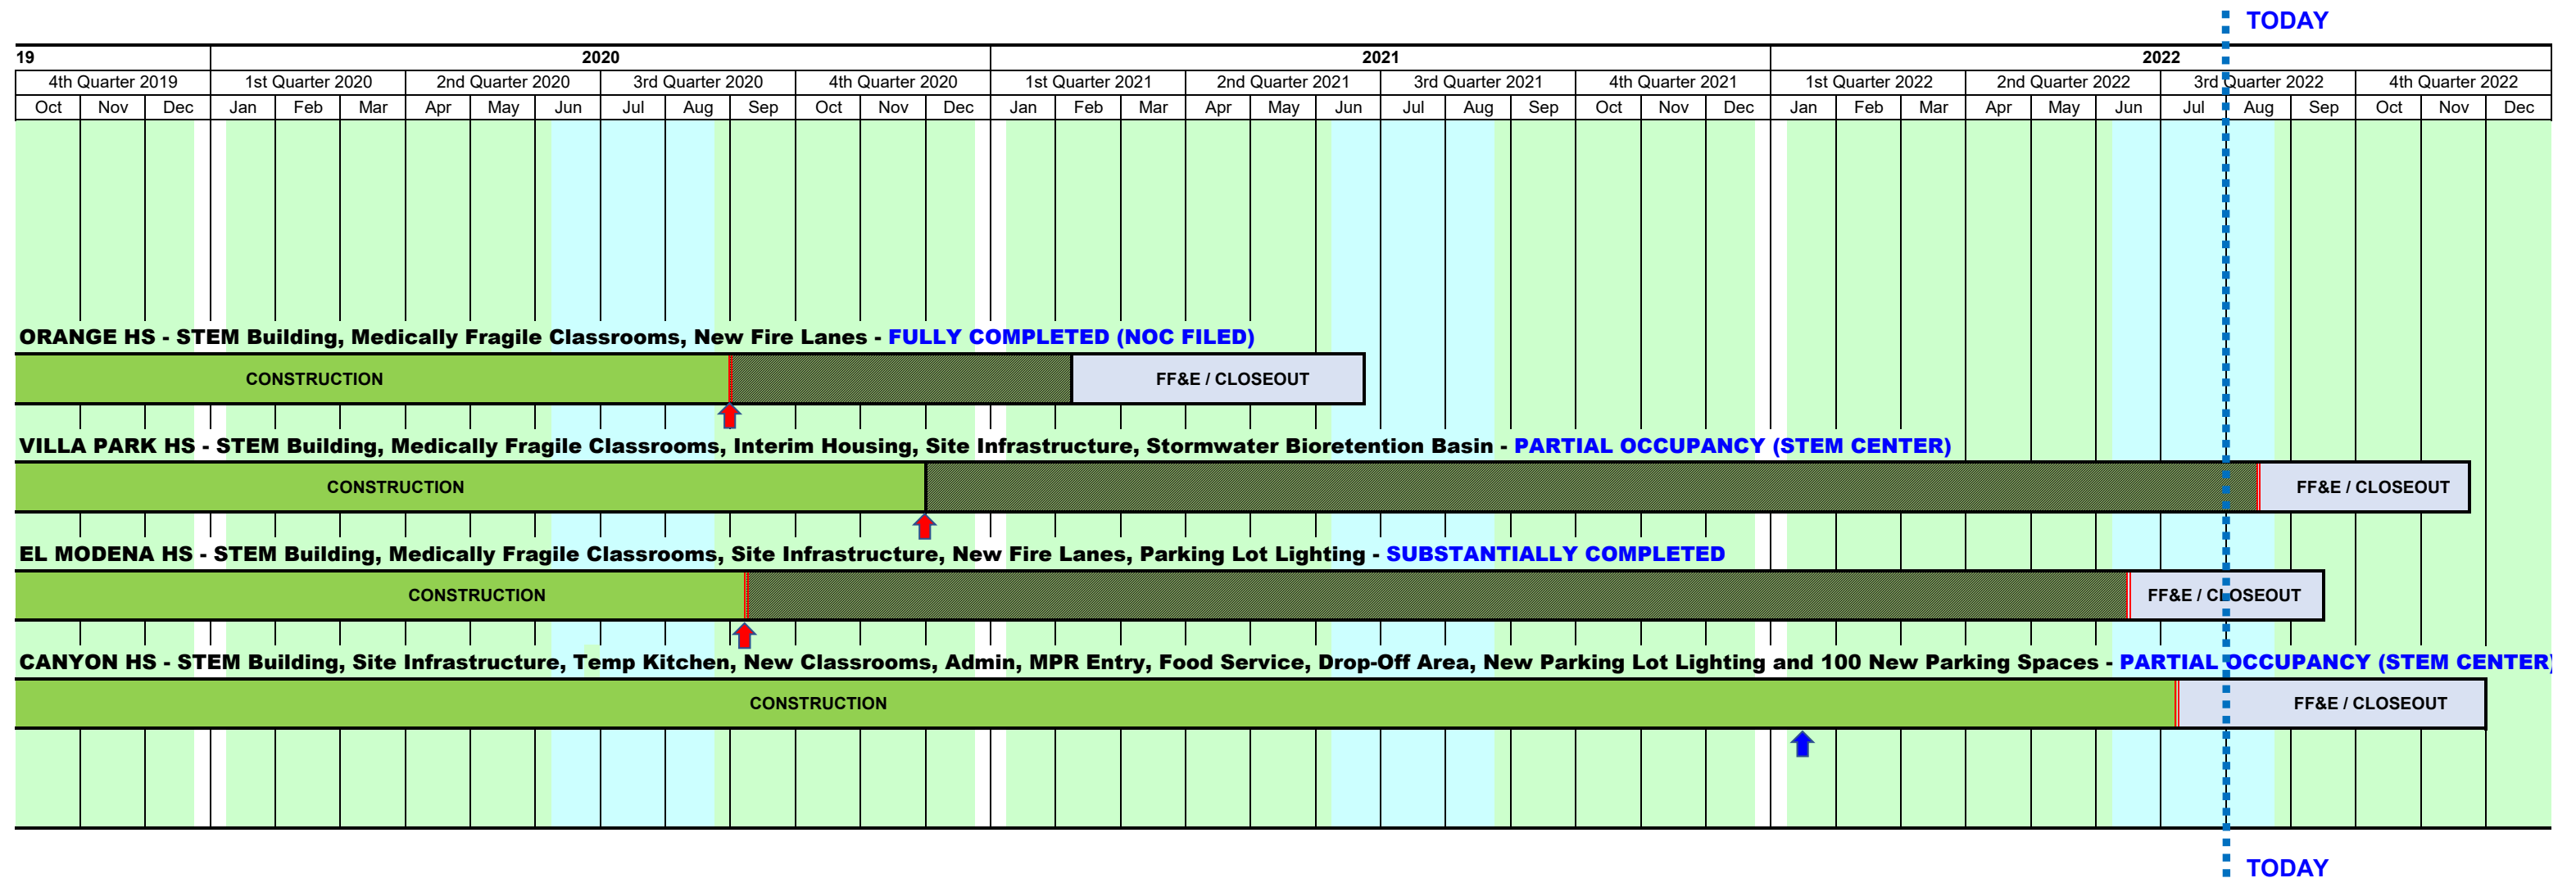 TODAY
19 2020 2021 2022
4th Quarter 2019 1st Quarter 2020 2nd Quarter 2020 3rd Quarter 2020 4th Quarter 2020 1st Quarter 2021 2nd Quarter 2021 3rd Quarter 2021 4th Quarter 2021 1st Quarter 2022 2nd Quarter 2022 3rd Quarter 2022 4th Quarter 2022
Oct Nov Dec Jan Feb Mar Apr May Jun Jul Aug Sep Oct Nov Dec Jan Feb Mar Apr May Jun Jul Aug Sep Oct Nov Dec Jan Feb Mar Apr May Jun Jul Aug Sep Oct Nov Dec
ORANGE HS - STEM Building, Medically Fragile Classrooms, New Fire Lanes - FULLY COMPLETED (NOC FILED)
CONSTRUCTION FF&E / CLOSEOUT
VILLA PARK HS - STEM Building, Medically Fragile Classrooms, Interim Housing, Site Infrastructure, Stormwater Bioretention Basin - PARTIAL OCCUPANCY (STEM CENTER)
CONSTRUCTION FF&E / CLOSEOUT
EL MODENA HS - STEM Building, Medically Fragile Classrooms, Site Infrastructure, New Fire Lanes, Parking Lot Lighting - SUBSTANTIALLY COMPLETED
CONSTRUCTION FF&E / CLOSEOUT
CANYON HS - STEM Building, Site Infrastructure, Temp Kitchen, New Classrooms, Admin, MPR Entry, Food Service, Drop-Off Area, New Parking Lot Lighting and 100 New Parking Spaces - PARTIAL OCCUPANCY (STEM CENTER)
CONSTRUCTION FF&E / CLOSEOUT
TODAY